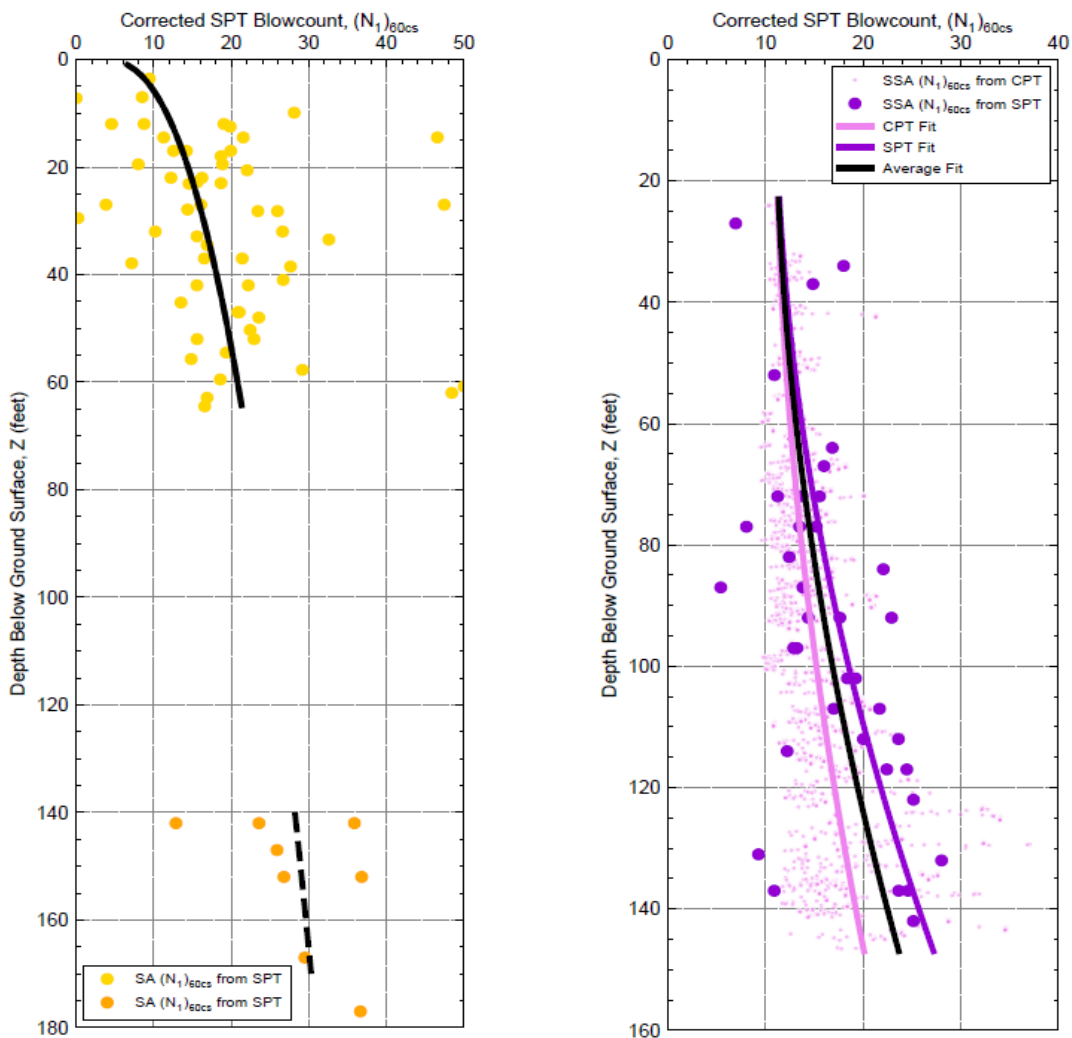 Corrected SPT Blowcount, (N₁)₆₀cs
0 10 20 30 40 50
0
20
40
60
80
100
120
140
160
180
Depth Below Ground Surface, Z (feet)
SA (N₁)₆₀cs from SPT
SA (N₁)₆₀cs from SPT
Corrected SPT Blowcount, (N₁)₆₀cs
0 10 20 30 40
0
20
40
60
80
100
120
140
160
Depth Below Ground Surface, Z (feet)
SSA (N₁)₆₀cs from CPT
SSA (N₁)₆₀cs from SPT
CPT Fit
SPT Fit
Average Fit